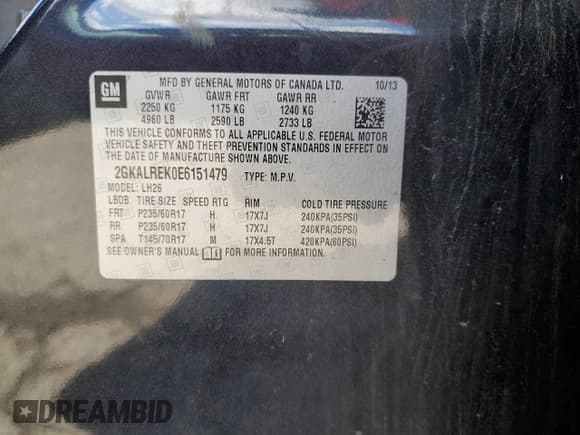 GM
MFD BY GENERAL MOTORS OF CANADA LTD. 10/13
GVWR GAWR FRT GAWR RR
2250 KG 1175 KG 1240 KG
4960 LB 2590 LB 2733 LB
THIS VEHICLE CONFORMS TO ALL APPLICABLE U.S. FEDERAL MOTOR
VEHICLE SAFETY AND THEFT PREVENTION STANDARDS IN EFFECT ON
THE DATE OF MANUFACTURE SHOWN ABOVE.
2GKALREK0E6151479 TYPE: M.P.V.
MODEL: LH26
LBDB TIRE SIZE SPEED RTG RIM COLD TIRE PRESSURE
FRT P235/60R17 H 17X7J 240KPA(35PSI)
RR P235/60R17 H 17X7J 240KPA(35PSI)
SPA T145/70R17 M 17X4.5T 420KPA(60PSI)
SEE OWNER'S MANUAL FOR MORE INFORMATION.
DREAMBID